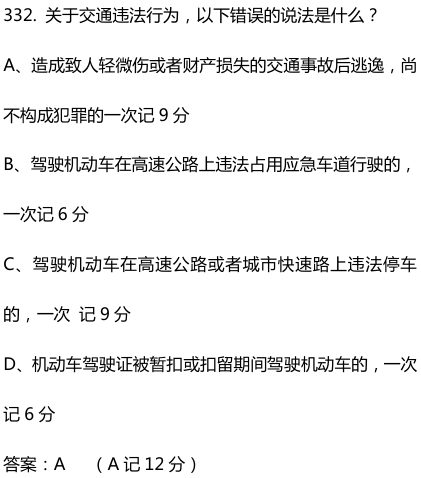 332. 关于交通违法行为，以下错误的说法是什么？
A、造成致人轻微伤或者财产损失的交通事故后逃逸，尚
不构成犯罪的一次记 9 分
B、驾驶机动车在高速公路上违法占用应急车道行驶的，
一次记 6 分
C、驾驶机动车在高速公路或者城市快速路上违法停车
的，一次 记 9 分
D、机动车驾驶证被暂扣或扣留期间驾驶机动车的，一次
记 6 分
答案：A （ A 记 12 分 ）